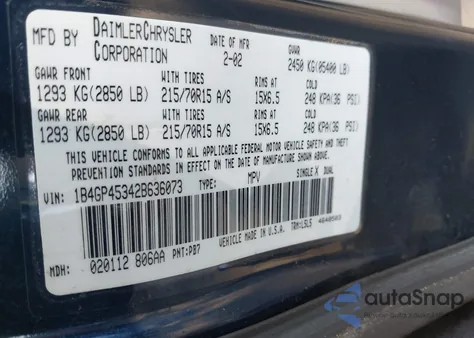 MFD BY DAIMLERCHRYSLER CORPORATION DATE OF MFR 2-02 GVWR 2450 KG(05400 LB)
GAWR FRONT WITH TIRES RIMS AT COLD
1293 KG(2850 LB) 215/70R15 A/S 15X6.5 248 KPA(36 PSI)
GAWR REAR WITH TIRES RIMS AT COLD
1293 KG(2850 LB) 215/70R15 A/S 15X6.5 248 KPA(36 PSI)
THIS VEHICLE CONFORMS TO ALL APPLICABLE FEDERAL MOTOR VEHICLE SAFETY AND THEFT
PREVENTION STANDARDS IN EFFECT ON THE DATE OF MANUFACTURE SHOWN ABOVE.
VIN: 1B4GP45342B636073 TYPE: MPV SINGLE X DUAL
VEHICLE MADE IN U.S.A. TRM:L5L5
MDH: 020112 806AA PNT:PB7
autoSnap